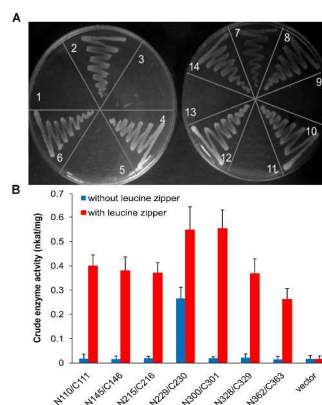 A
1
2
3
4
5
6
7
8
9
10
11
12
13
14
B
Crude enzyme actvity (nkat/mg)
0.7
0.6
0.5
0.4
0.3
0.2
0.1
0
without leucine zipper
with leucine zipper
N110/C111
N145/C146
N215/C216
N229/C230
N300/C301
N328/C329
N362/C363
vector